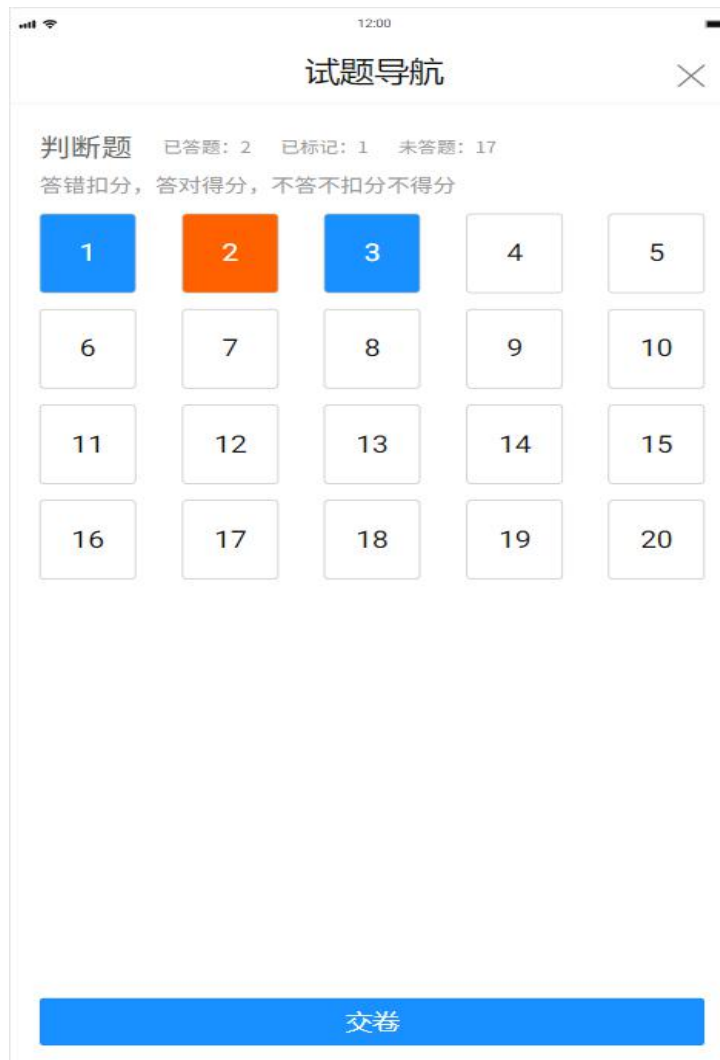 12:00
试题导航
判断题 已答题：2 已标记：1 未答题：17
答错扣分，答对得分，不答不扣分不得分
1 2 3 4 5
6 7 8 9 10
11 12 13 14 15
16 17 18 19 20
交卷